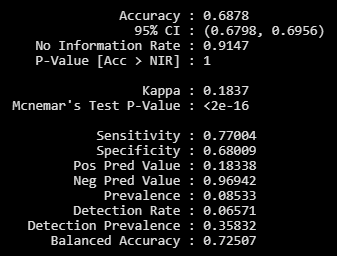 Accuracy : 0.6878
95% CI : (0.6798, 0.6956)
No Information Rate : 0.9147
P-Value [Acc > NIR] : 1
Kappa : 0.1837
Mcnemar's Test P-Value : <2e-16
Sensitivity : 0.77004
Specificity : 0.68009
Pos Pred Value : 0.18338
Neg Pred Value : 0.96942
Prevalence : 0.08533
Detection Rate : 0.06571
Detection Prevalence : 0.35832
Balanced Accuracy : 0.72507